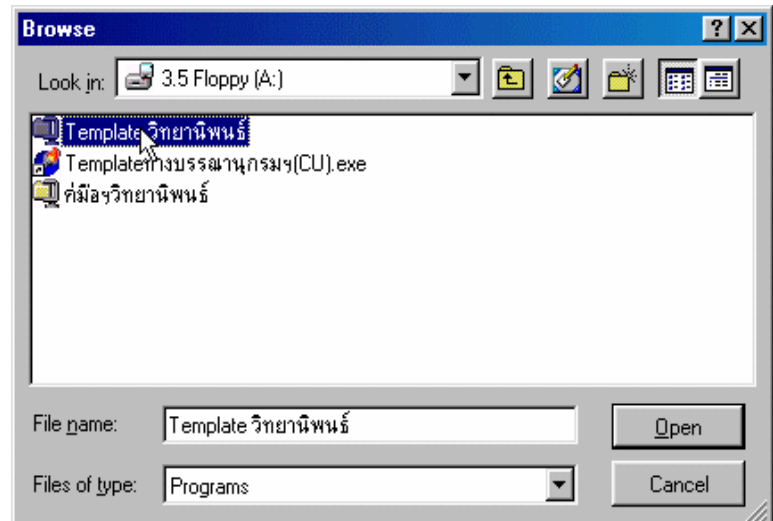 Browse
Look in: 3.5 Floppy (A:)
Template วิทยานิพนธ์
Templateทางบรรณานุกรมฯ(CU).exe
คู่มือฯวิทยานิพนธ์
File name: Template วิทยานิพนธ์
Open
Files of type: Programs
Cancel